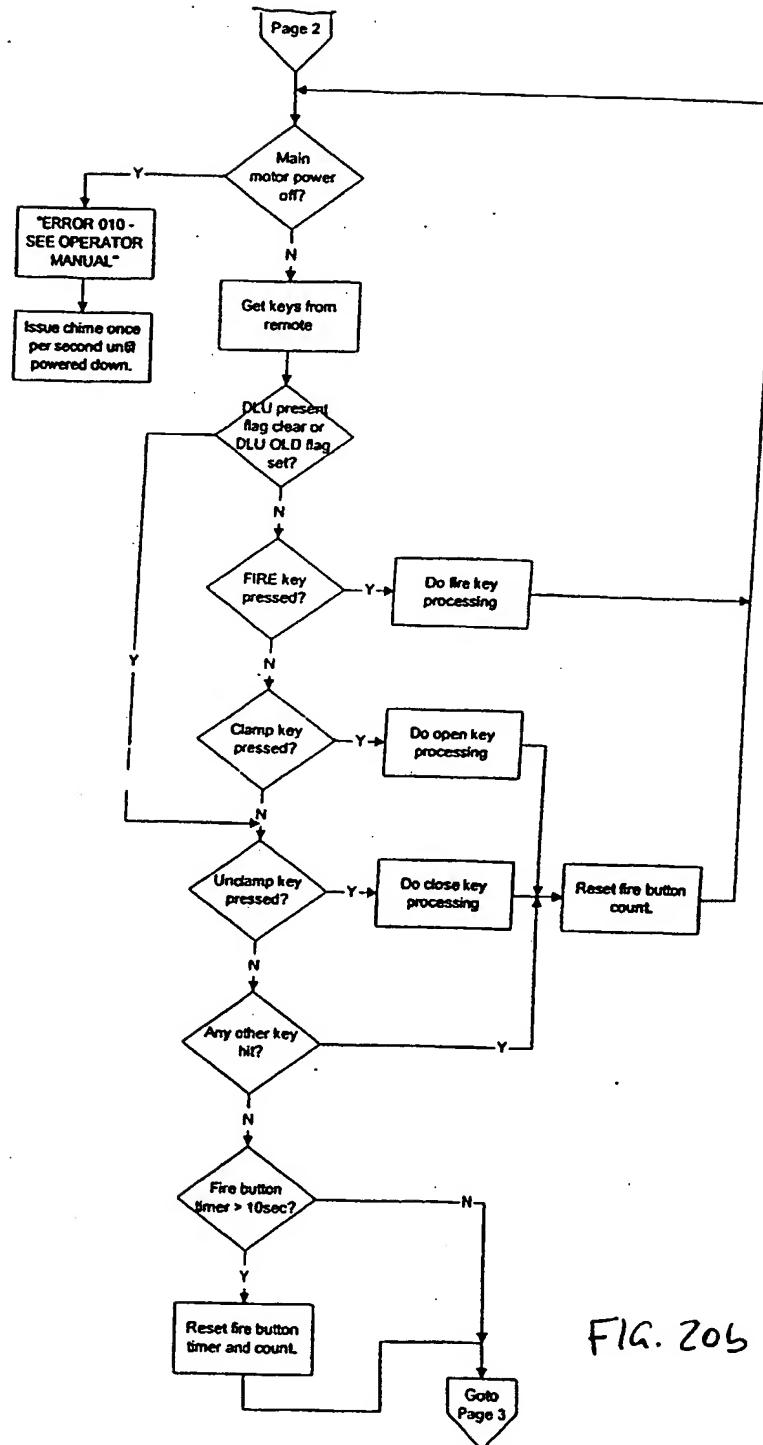 Page 2
Main
motor power
off?
Y
"ERROR 010 -
SEE OPERATOR
MANUAL"
Issue chime once
per second until
powered down.
N
Get keys from
remote
DLU present
flag clear or
DLU OLD flag
set?
N
Y
FIRE key
pressed?
Y
Do fire key
processing
N
Clamp key
pressed?
Y
Do open key
processing
N
Unclamp key
pressed?
Y
Do close key
processing
Reset fire button
count.
N
Any other key
hit?
Y
N
Fire button
timer > 10sec?
N
Y
Reset fire button
timer and count.
Goto
Page 3
FIG. 20b